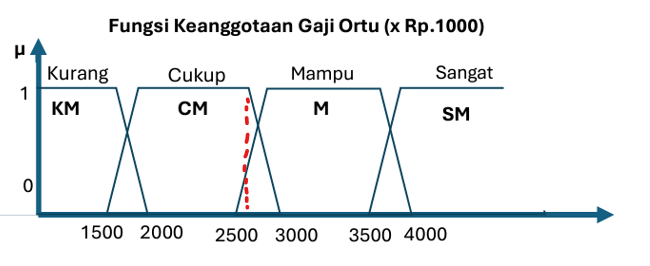 Fungsi Keanggotaan Gaji Ortu (x Rp.1000)
µ
Kurang Cukup Mampu Sangat
1
KM CM M SM
0
1500 2000 2500 3000 3500 4000